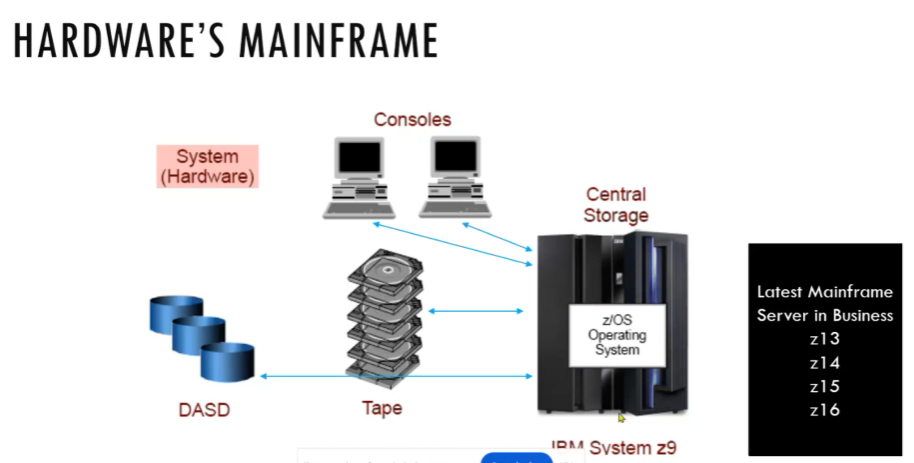 HARDWARE'S MAINFRAME
Consoles
System
(Hardware)
Central
Storage
z/OS
Operating
System
Latest Mainframe
Server in Business
z13
z14
z15
z16
DASD
Tape
IBM System z9